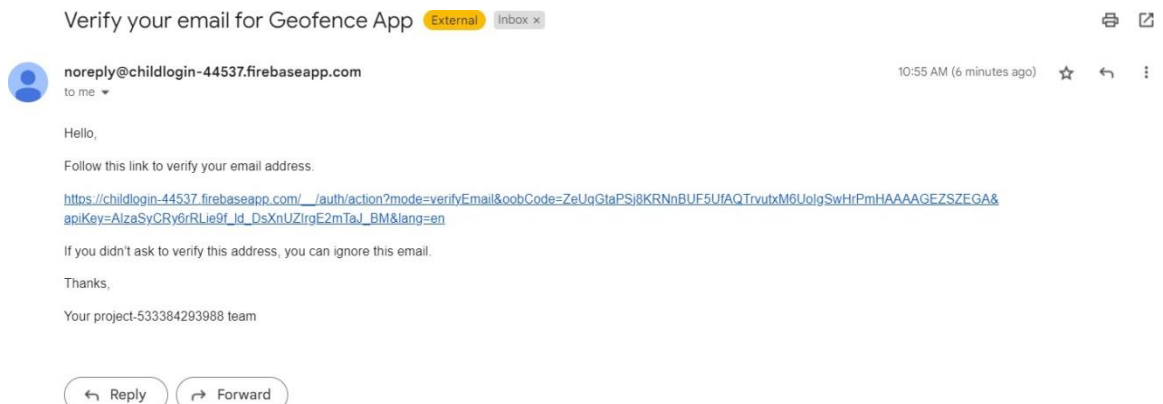 Verify your email for Geofence App External Inbox ×
noreply@childlogin-44537.firebaseapp.com 10:55 AM (6 minutes ago)
to me
Hello,
Follow this link to verify your email address.
https://childlogin-44537.firebaseapp.com/__/auth/action?mode=verifyEmail&oobCode=ZeUqGtaPSj8KRNnBUF5UfAQTrvutxM6UolgSwHrPmHAAAAGEZSZEGA&
apiKey=AIzaSyCRy6rRLie9f_ld_DsXnUZlrgE2mTaJ_BM&lang=en
If you didn't ask to verify this address, you can ignore this email.
Thanks,
Your project-533384293988 team
Reply Forward